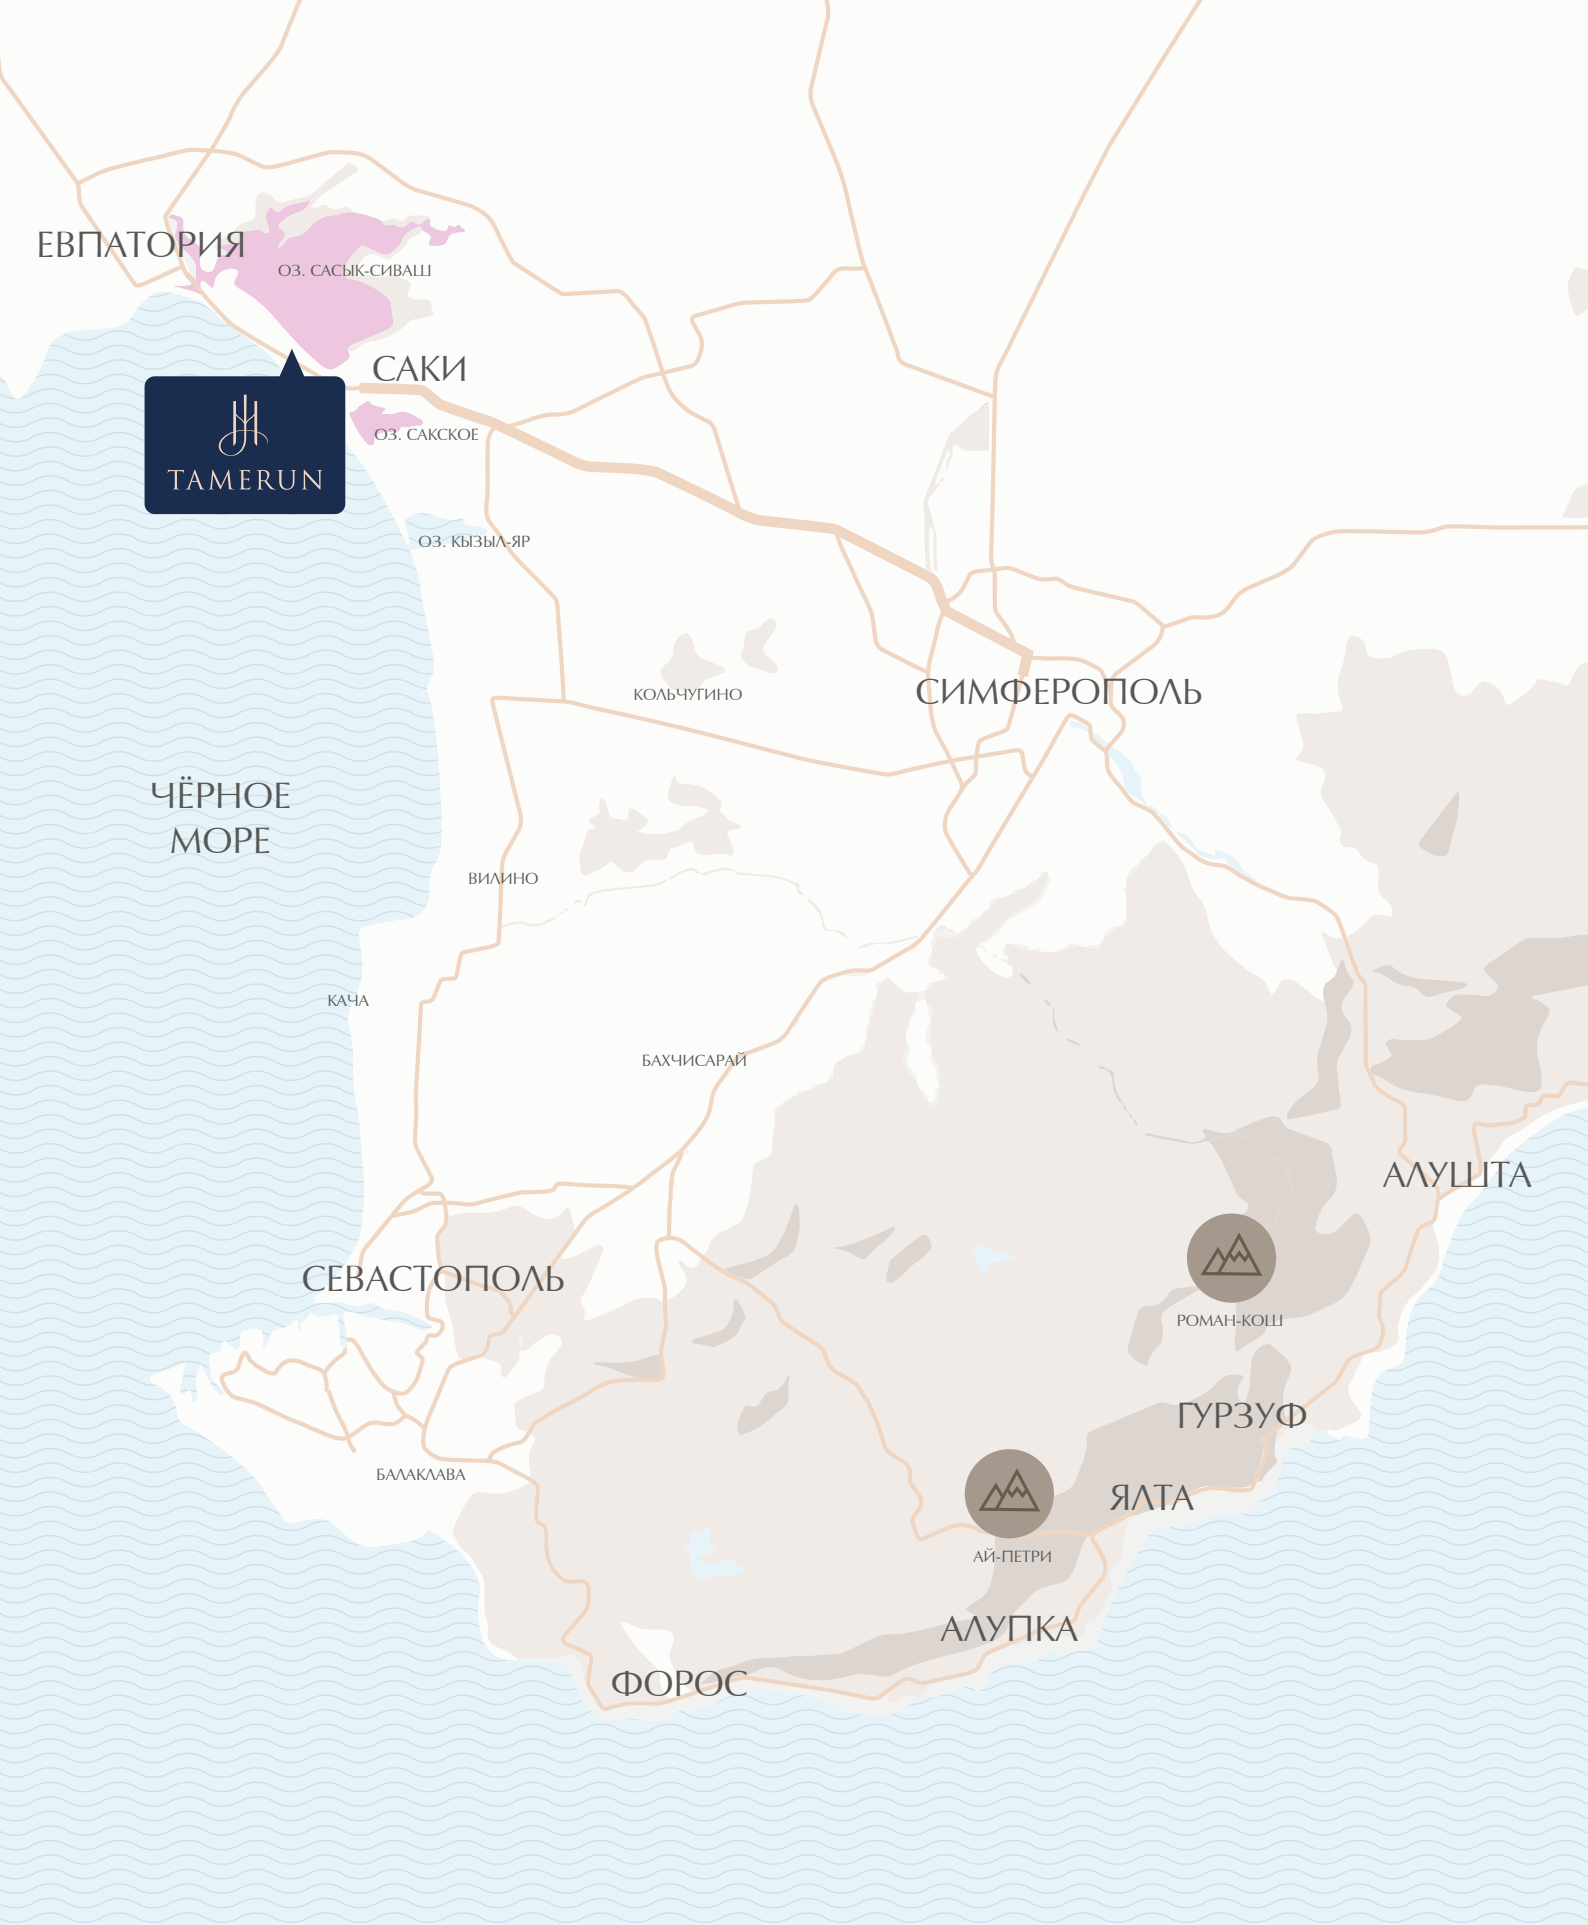 ЕВПАТОРИЯ
ОЗ. САСЫК-СИВАШ
САКИ
TAMERUN
ОЗ. САКСКОЕ
ОЗ. КЫЗЫЛ-ЯР
КОЛЬЧУГИНО
СИМФЕРОПОЛЬ
ЧЁРНОЕ
МОРЕ
ВИЛИНО
КАЧА
БАХЧИСАРАЙ
АЛУШТА
СЕВАСТОПОЛЬ
РОМАН-КОШ
ГУРЗУФ
БАЛАКЛАВА
ЯЛТА
АЙ-ПЕТРИ
АЛУПКА
ФОРОС